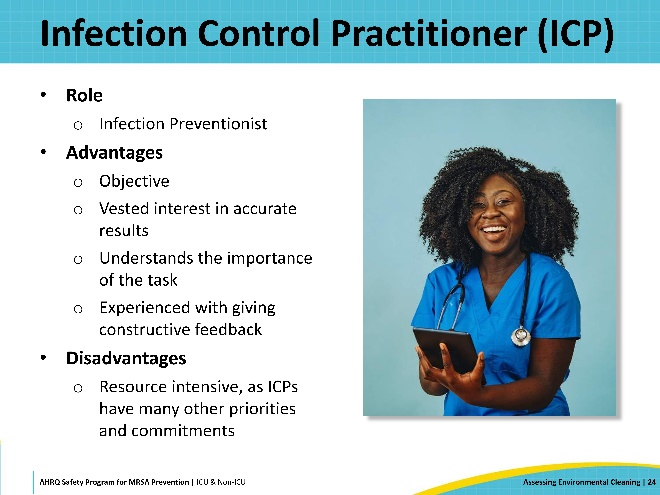 Infection Control Practitioner (ICP)
• Role
o Infection Preventionist
• Advantages
o Objective
o Vested interest in accurate
results
o Understands the importance
of the task
o Experienced with giving
constructive feedback
• Disadvantages
o Resource intensive, as ICPs
have many other priorities
and commitments
AHRQ Safety Program for MRSA Prevention | ICU & Non-ICU
Assessing Environmental Cleaning | 24